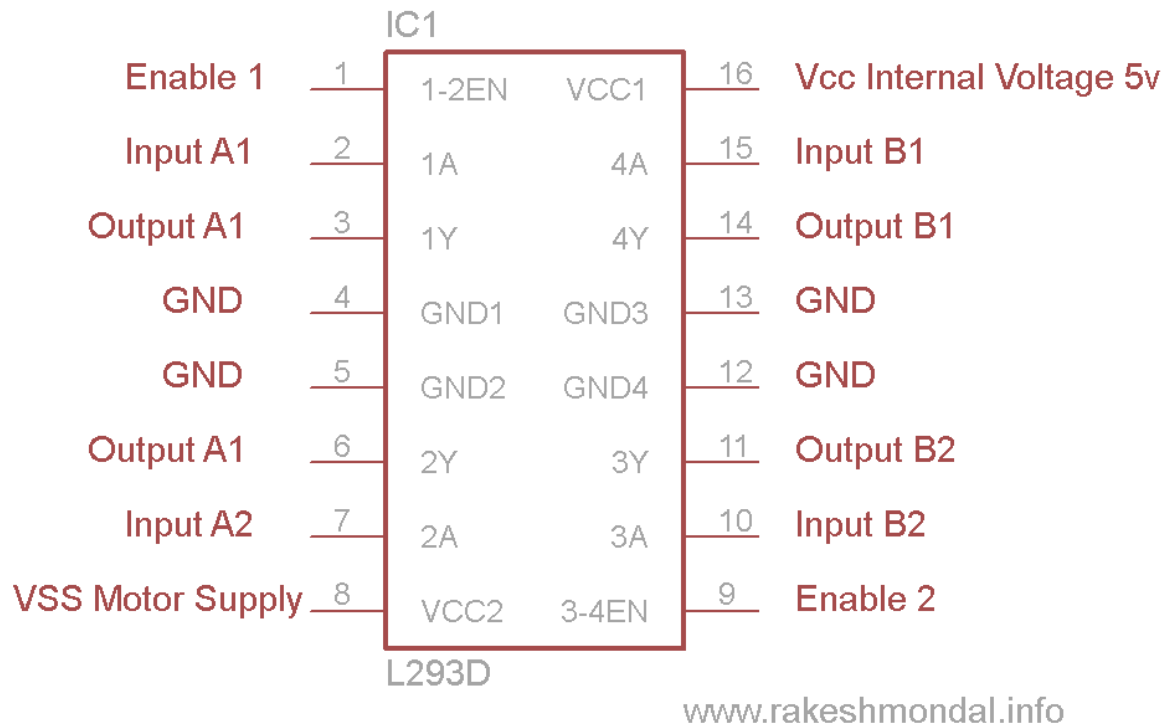 IC1
Enable 1 1 1-2EN VCC1 16 Vcc Internal Voltage 5v
Input A1 2 1A 4A 15 Input B1
Output A1 3 1Y 4Y 14 Output B1
GND 4 GND1 GND3 13 GND
GND 5 GND2 GND4 12 GND
Output A1 6 2Y 3Y 11 Output B2
Input A2 7 2A 3A 10 Input B2
VSS Motor Supply 8 VCC2 3-4EN 9 Enable 2
L293D
www.rakeshmondal.info